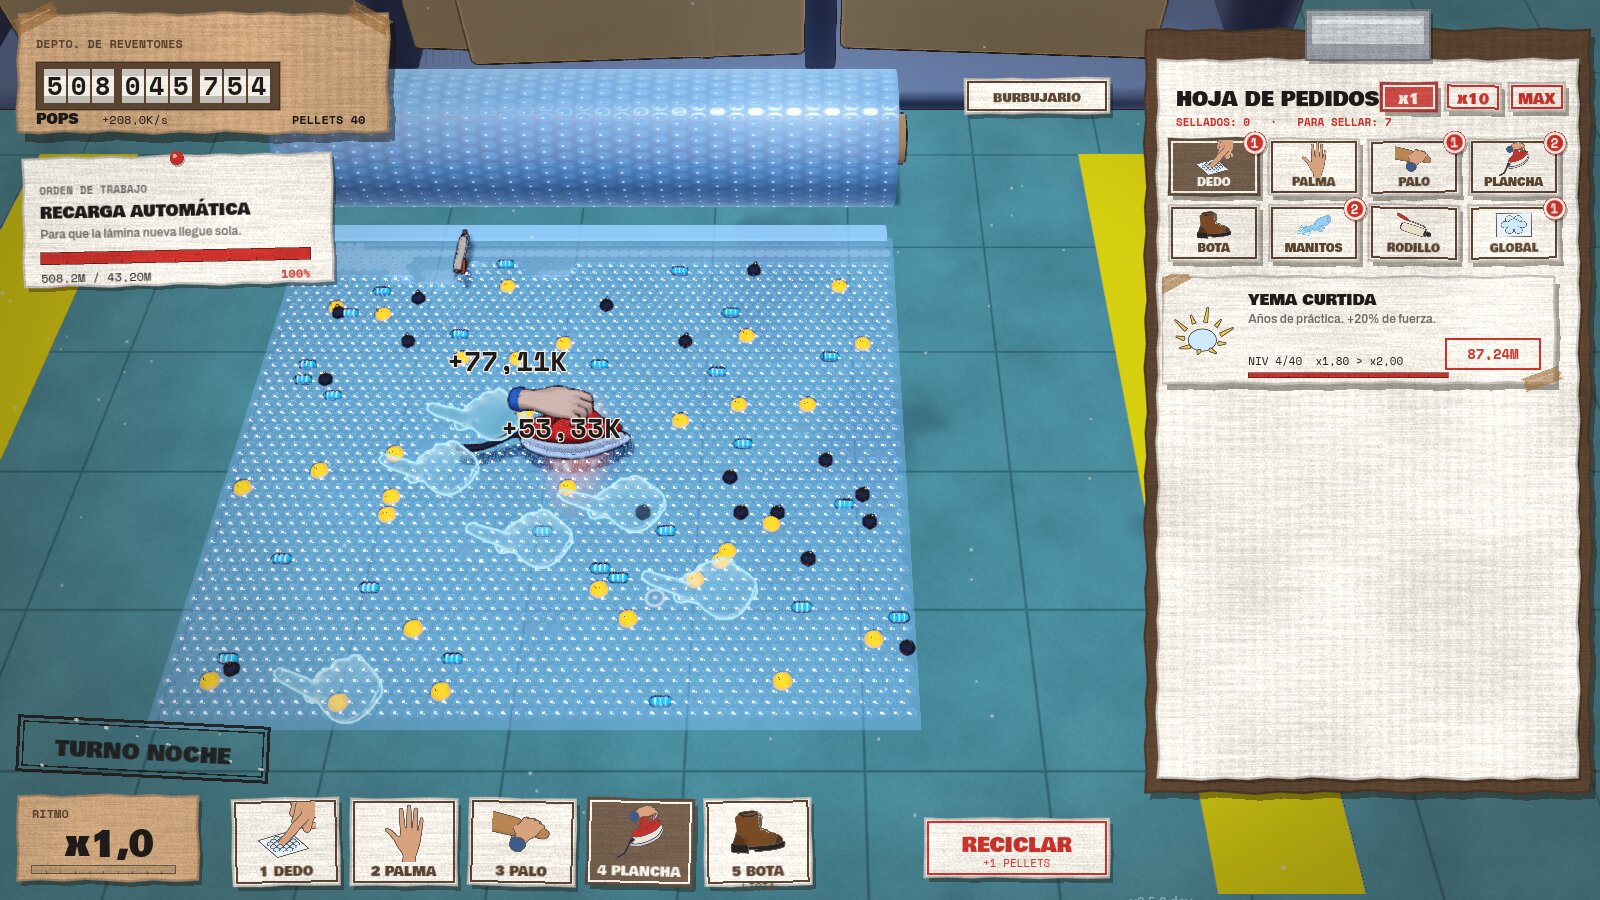 DEPTO. DE REVENTONES
508 045 754
POPS +208,0K/s PELLETS 40
ORDEN DE TRABAJO
RECARGA AUTOMÁTICA
Para que la lámina nueva llegue sola.
508,2M / 43,20M 100%
BURBUJARIO
HOJA DE PEDIDOS x1 x10 MAX
SELLADOS: 0 · PARA SELLAR: 7
1 1 2
DEDO PALMA PALO PLANCHA
2 1
BOTA MANITOS RODILLO GLOBAL
YEMA CURTIDA
Años de práctica. +20% de fuerza.
NIV 4/40 x1,80 > x2,00 87,24M
+77,11K
+53,33K
TURNO NOCHE
RITMO
x1,0
1 DEDO 2 PALMA 3 PALO 4 PLANCHA 5 BOTA
RECICLAR
+1 PELLETS